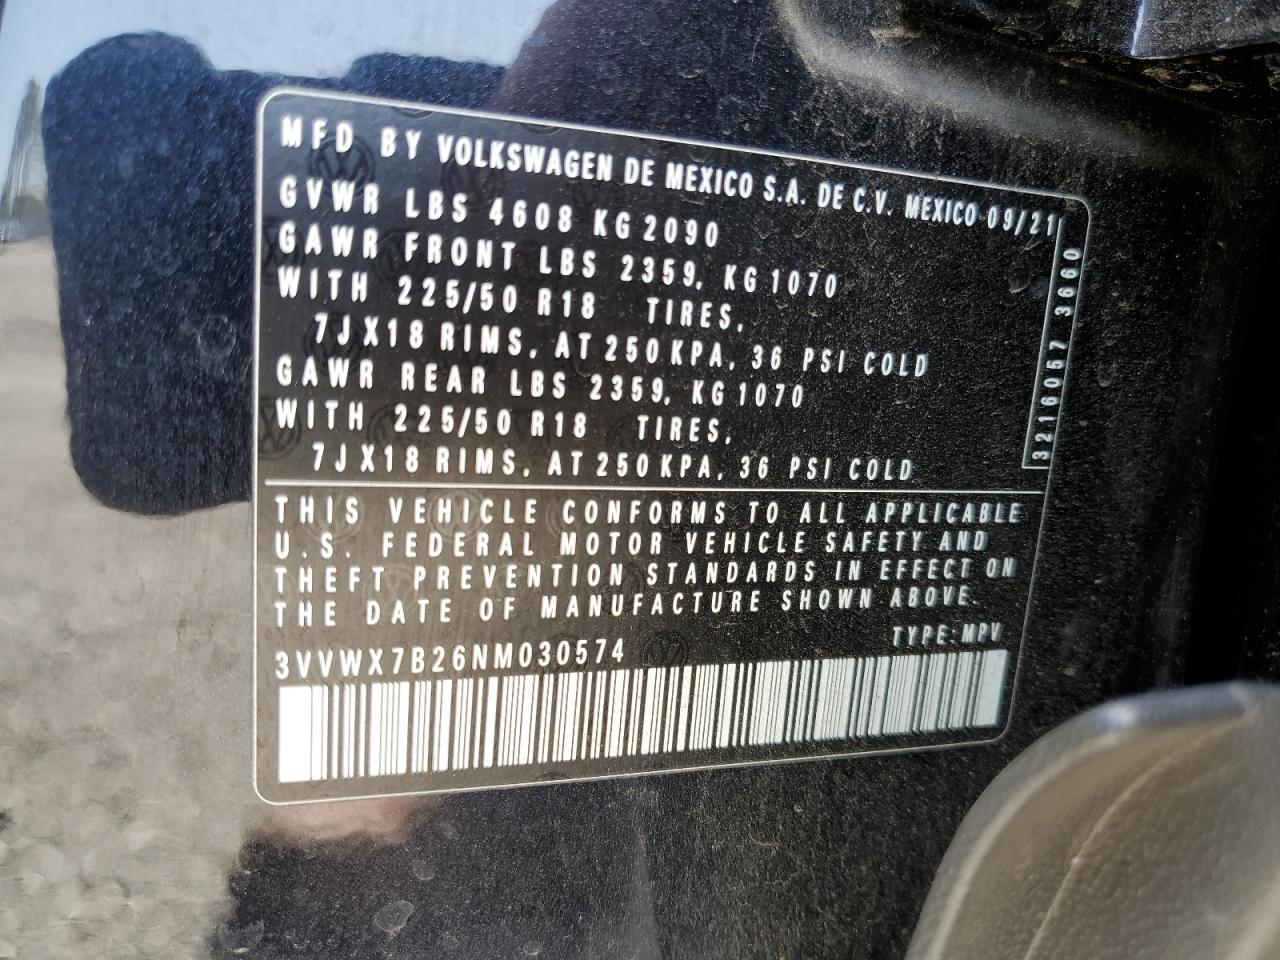 MFD BY VOLKSWAGEN DE MEXICO S.A. DE C.V. MEXICO 09/21
GVWR LBS 4608 KG 2090
GAWR FRONT LBS 2359, KG 1070
WITH 225/50 R18 TIRES,
7JX18 RIMS, AT 250 KPA, 36 PSI COLD
GAWR REAR LBS 2359, KG 1070
WITH 225/50 R18 TIRES,
7JX18 RIMS, AT 250 KPA, 36 PSI COLD
3216057 3660
THIS VEHICLE CONFORMS TO ALL APPLICABLE
U.S. FEDERAL MOTOR VEHICLE SAFETY AND
THEFT PREVENTION STANDARDS IN EFFECT ON
THE DATE OF MANUFACTURE SHOWN ABOVE.
TYPE: MPV
3VVWX7B26NM030574